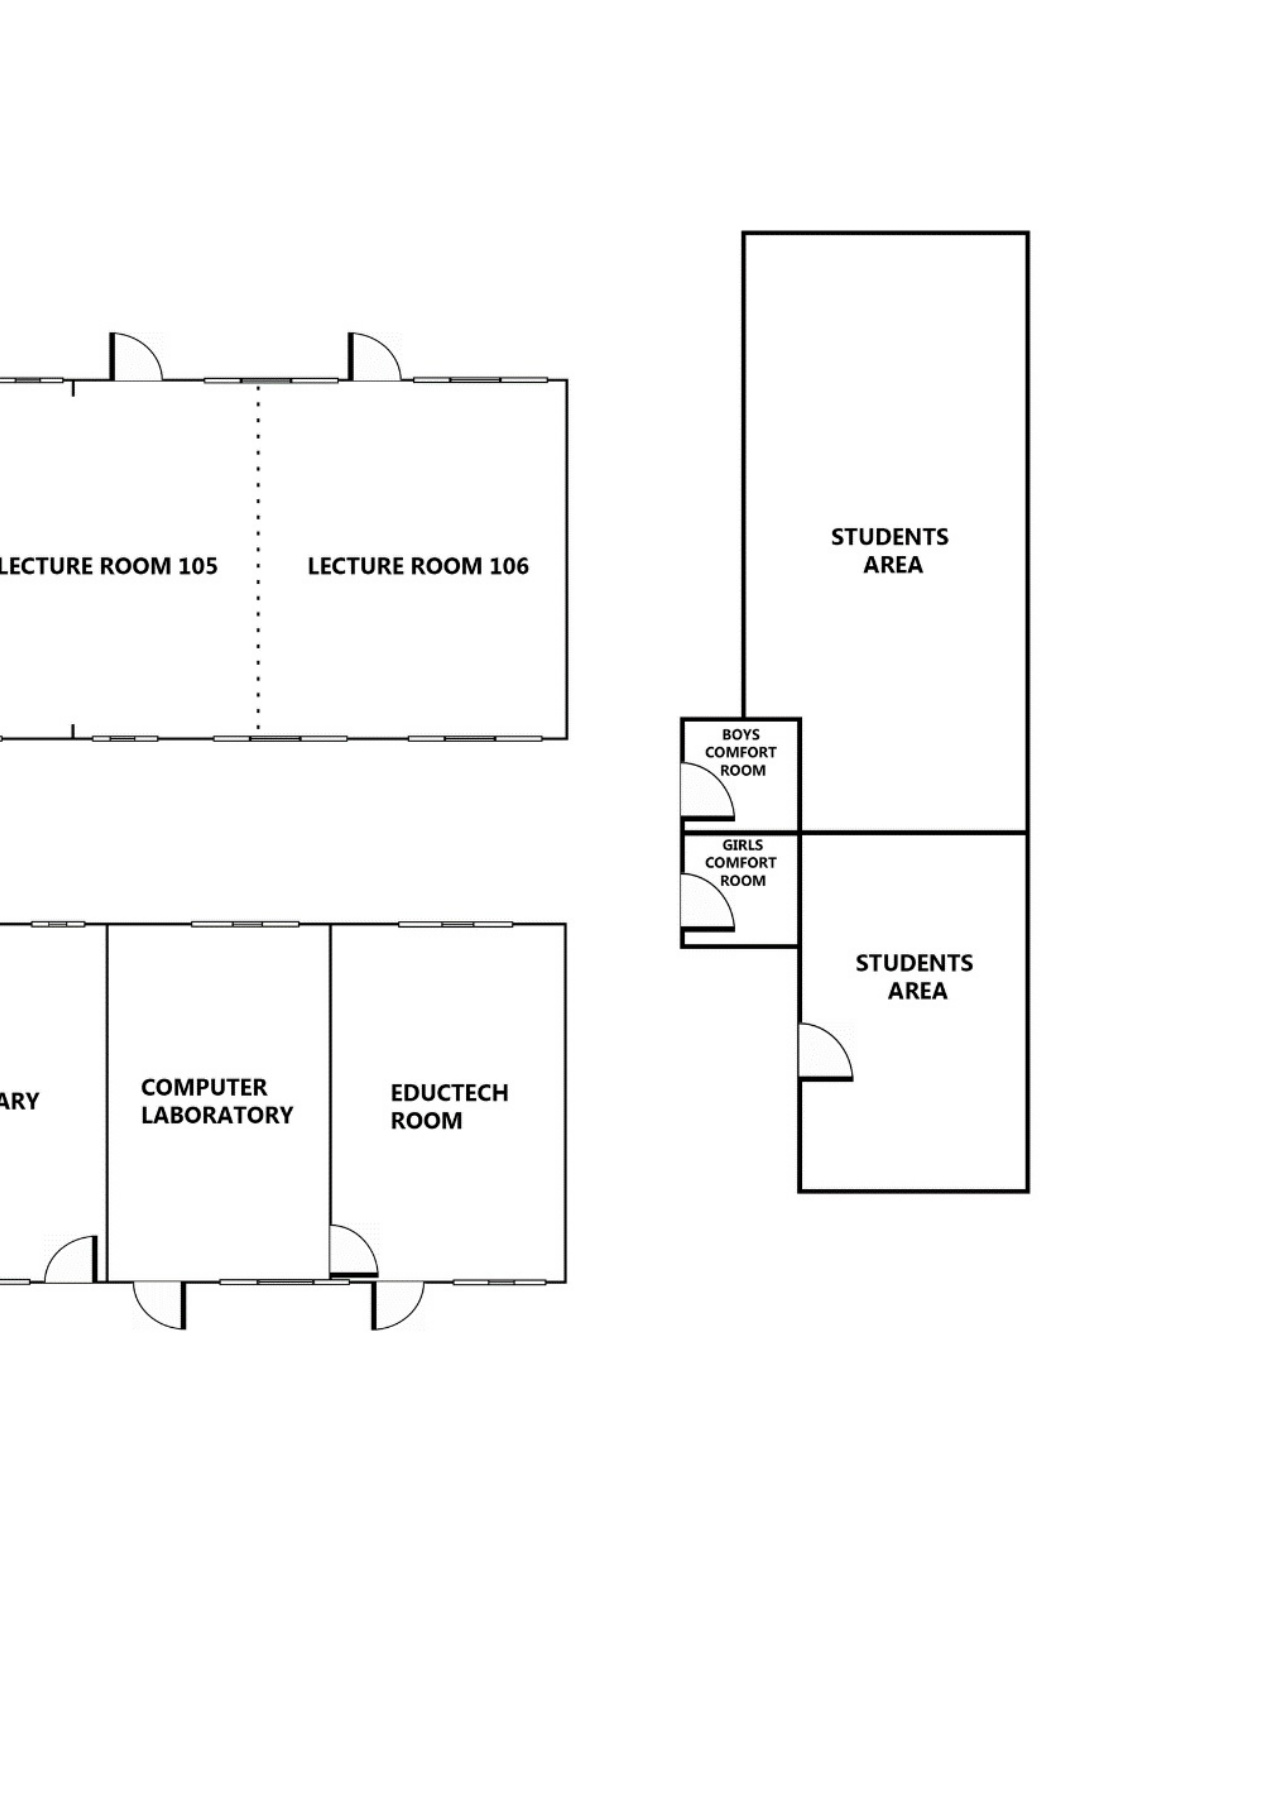 STUDENTS
AREA
LECTURE ROOM 105
LECTURE ROOM 106
BOYS
COMFORT
ROOM
GIRLS
COMFORT
ROOM
STUDENTS
AREA
ARY
COMPUTER
LABORATORY
EDUCTECH
ROOM